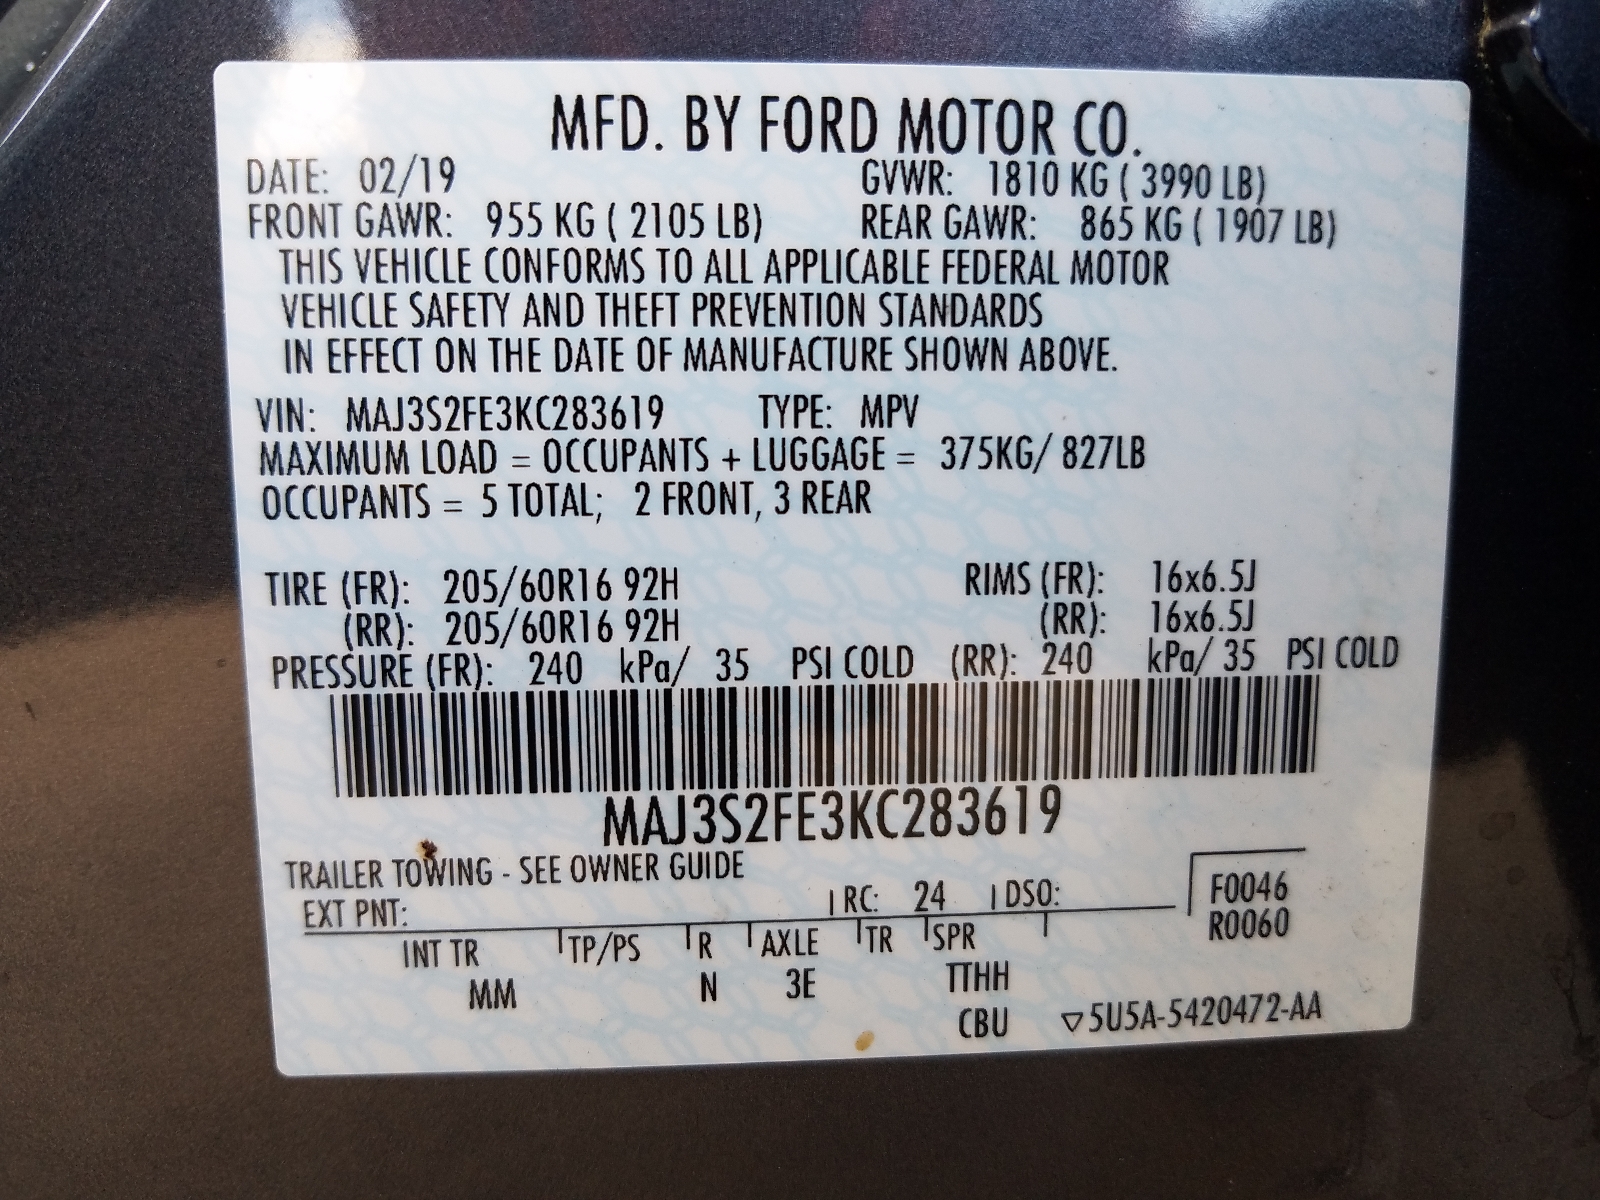 MFD. BY FORD MOTOR CO.
DATE: 02/19 GVWR: 1810 KG ( 3990 LB)
FRONT GAWR: 955 KG ( 2105 LB) REAR GAWR: 865 KG ( 1907 LB)
THIS VEHICLE CONFORMS TO ALL APPLICABLE FEDERAL MOTOR
VEHICLE SAFETY AND THEFT PREVENTION STANDARDS
IN EFFECT ON THE DATE OF MANUFACTURE SHOWN ABOVE.
VIN: MAJ3S2FE3KC283619 TYPE: MPV
MAXIMUM LOAD = OCCUPANTS + LUGGAGE = 375KG/ 827LB
OCCUPANTS = 5 TOTAL; 2 FRONT, 3 REAR
TIRE (FR): 205/60R16 92H RIMS (FR): 16x6.5J
(RR): 205/60R16 92H (RR): 16x6.5J
PRESSURE (FR): 240 kPa/ 35 PSI COLD (RR): 240 kPa/ 35 PSI COLD
MAJ3S2FE3KC283619
TRAILER TOWING - SEE OWNER GUIDE
EXT PNT: RC: 24 DSO: F0046
R0060
INT TR TP/PS R AXLE TR SPR
MM N 3E TTHH
CBU ▽5U5A-5420472-AA